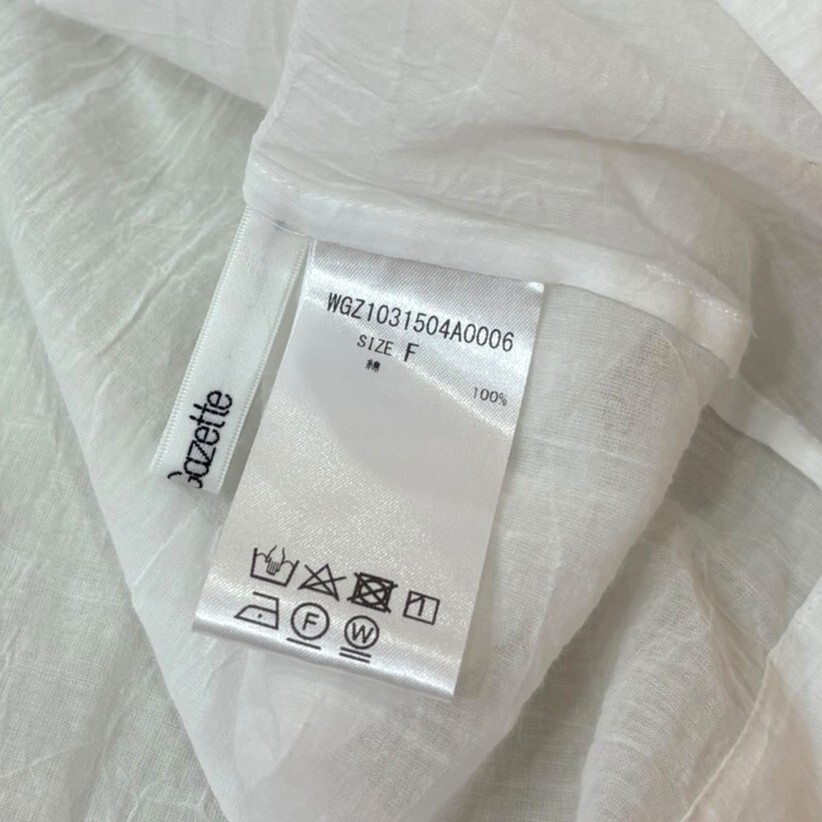 WGZ1031504A0006
SIZE F
綿 100%
Gazette
F W